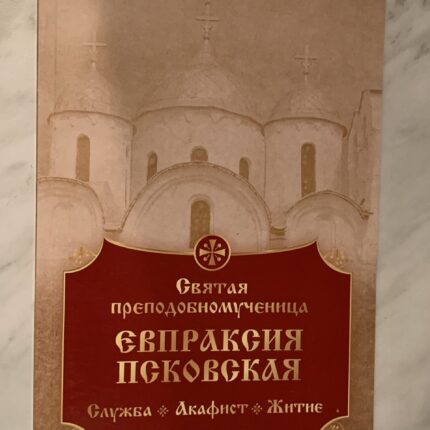 Святая
преподобномученица
Евпраксия
Псковская
Служба ❖ Акафист ❖ Житие